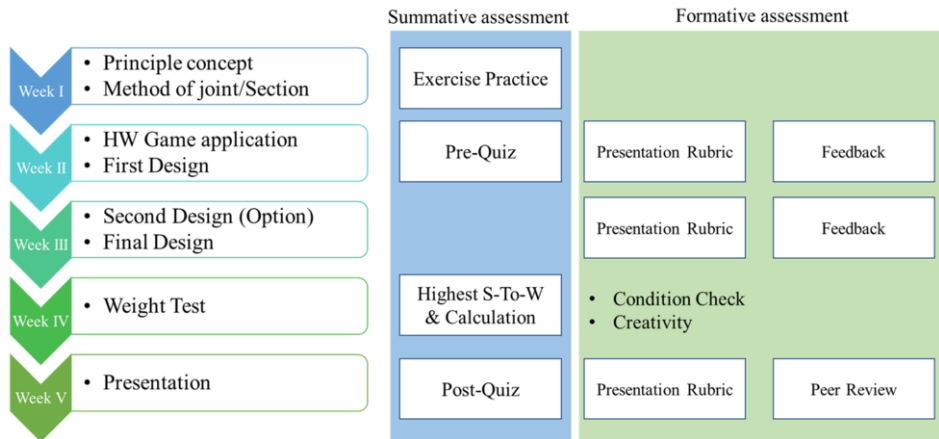 Summative assessment
Formative assessment
Week I
• Principle concept
• Method of joint/Section
Exercise Practice
Week II
• HW Game application
• First Design
Pre-Quiz
Presentation Rubric
Feedback
Week III
• Second Design (Option)
• Final Design
Presentation Rubric
Feedback
Week IV
• Weight Test
Highest S-To-W
& Calculation
• Condition Check
• Creativity
Week V
• Presentation
Post-Quiz
Presentation Rubric
Peer Review